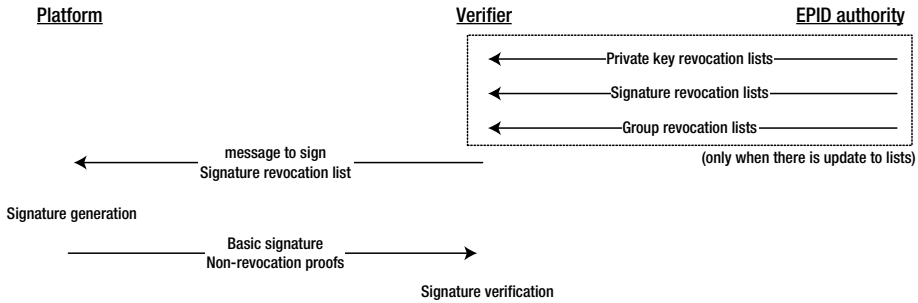 Platform
Verifier
EPID authority
Private key revocation lists
Signature revocation lists
Group revocation lists
(only when there is update to lists)
message to sign
Signature revocation list
Signature generation
Basic signature
Non-revocation proofs
Signature verification